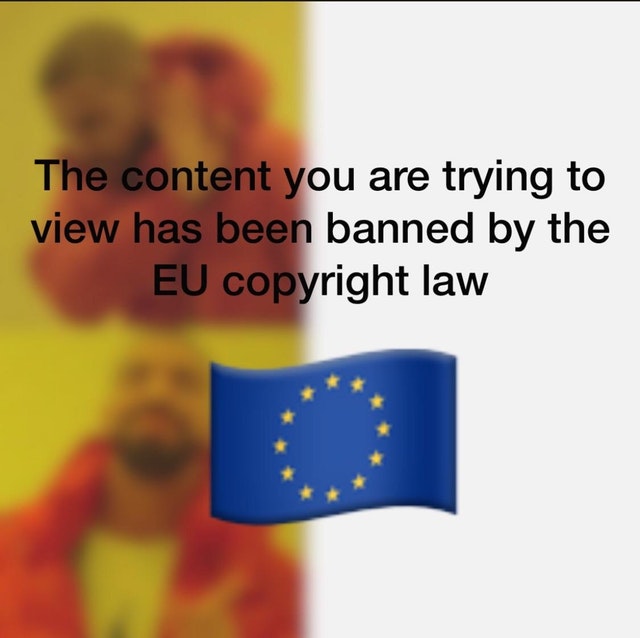 The content you are trying to
view has been banned by the
EU copyright law